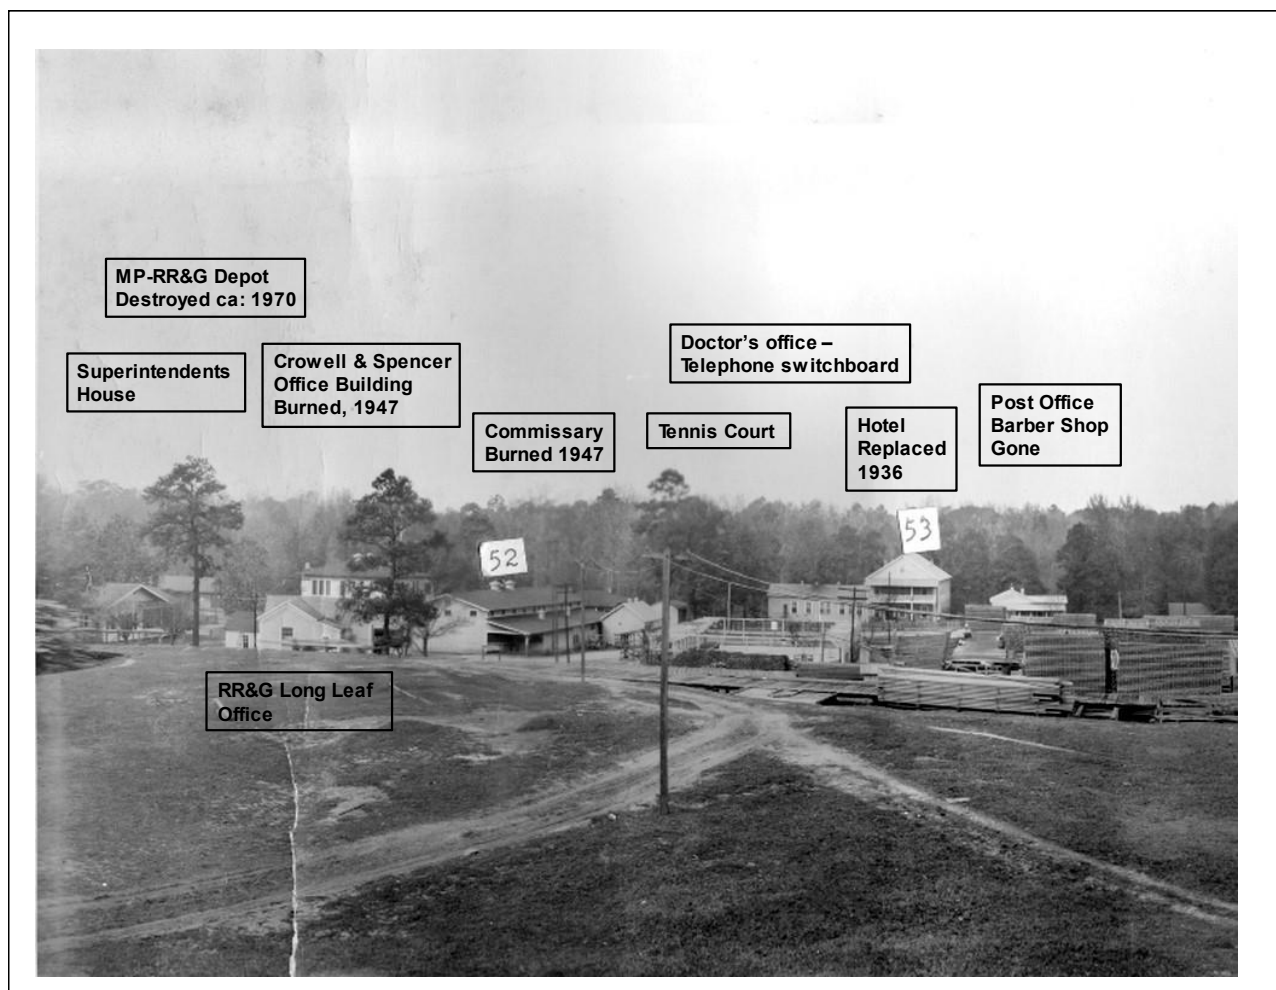 MP-RR&G Depot
Destroyed ca: 1970
Superintendents
House
Crowell & Spencer
Office Building
Burned, 1947
Commissary
Burned 1947
Doctor’s office –
Telephone switchboard
Tennis Court
Hotel
Replaced
1936
Post Office
Barber Shop
Gone
52
53
RR&G Long Leaf
Office